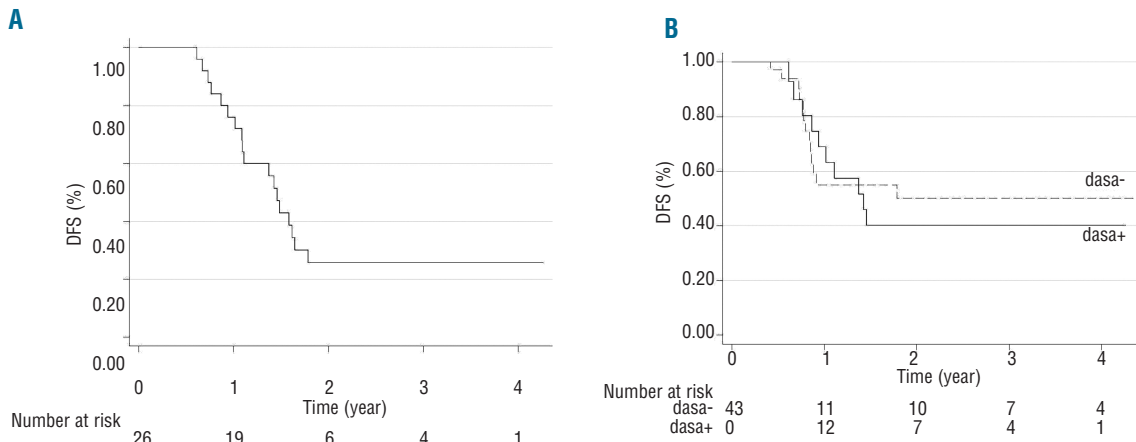 A
DFS (%)
1.00
0.80
0.60
0.40
0.20
0.00
0 1 2 3 4
Time (year)
Number at risk
26 19 6 4 1
B
DFS (%)
1.00
0.80
0.60
0.40
0.20
0.00
dasa-
dasa+
0 1 2 3 4
Time (year)
Number at risk
dasa- 43 11 10 7 4
dasa+ 0 12 7 4 1